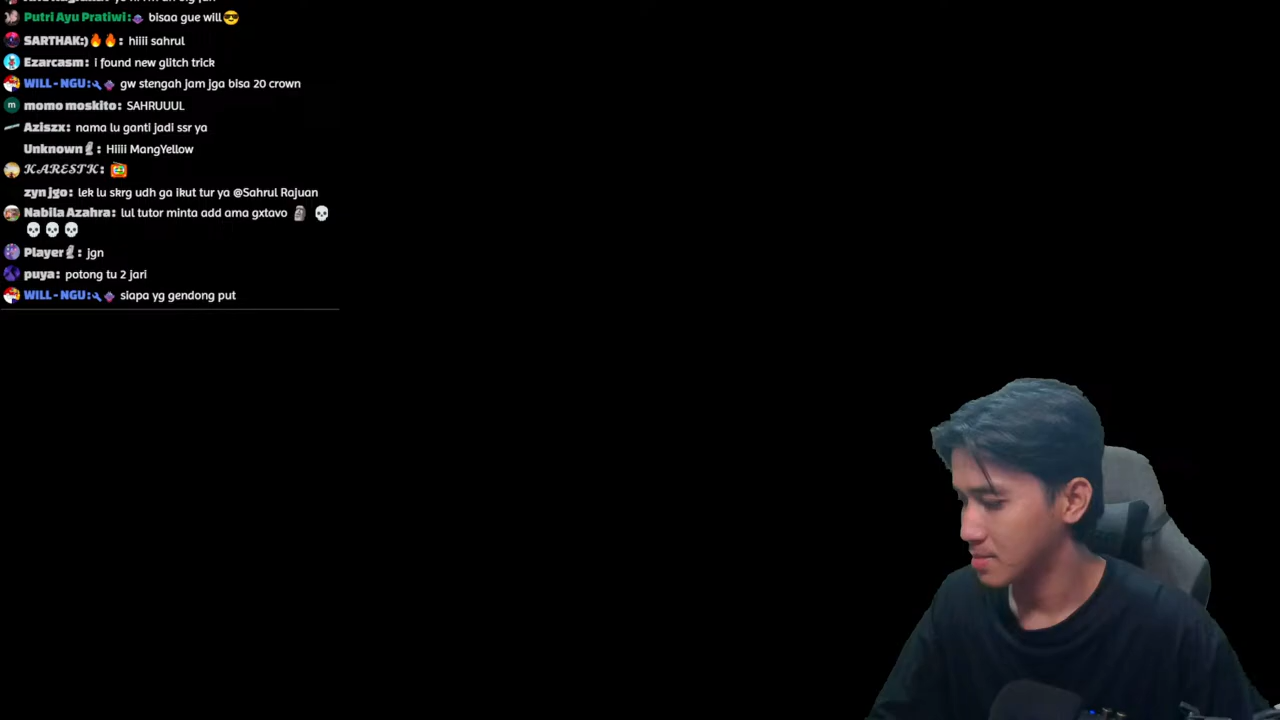 Putri Ayu Pratiwi: bisaa gue will😎
SARTHAK:)🔥🔥: hiiii sahrul
Ezarcasm: i found new glitch trick
WILL - NGU: gw stengah jam jga bisa 20 crown
m momo moskito: SAHRUUUL
Aziszx: nama lu ganti jadi ssr ya
Unknown: Hiiii MangYellow
𝓚𝓐𝓡𝓔𝓢𝓣𝓚:
zyn jgo: lek lu skrg udh ga ikut tur ya @Sahrul Rajuan
Nabila Azahra: lul tutor minta add ama gxtavo 🗿 💀
💀 💀 💀
Player: jgn
puya: potong tu 2 jari
WILL - NGU: siapa yg gendong put